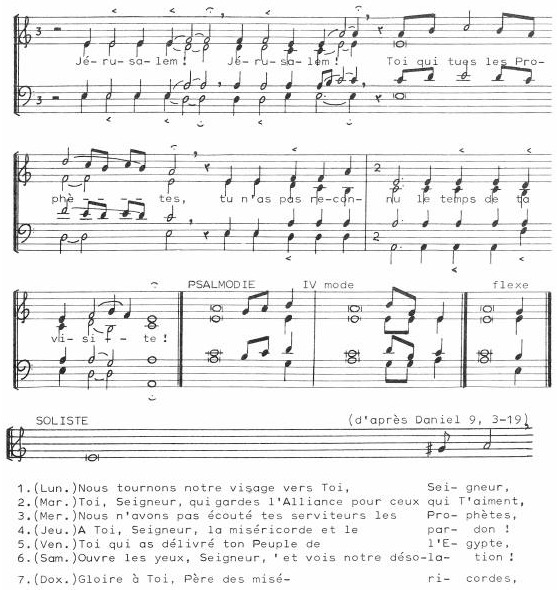 3
Jé-ru-sa-lem! Jé-ru-sa-lem! Toi qui tues les Pro-
3
2
phè - - - tes, tu n'as pas re-con- nu le temps de ta
2
PSALMODIE IV mode flexe
vi- si - - te !
SOLISTE (d'après Daniel 9, 3-19)
1.(Lun.)Nous tournons notre visage vers Toi, Sei- gneur,
2.(Mar.)Toi, Seigneur, qui gardes l'Alliance pour ceux qui T'aiment,
3.(Mer.)Nous n'avons pas écouté tes serviteurs les Pro- phètes,
4.(Jeu.)A Toi, Seigneur, la miséricorde et le par- don !
5.(Ven.)Toi qui as délivré ton Peuple de l'E- gypte,
6.(Sam.)Ouvre les yeux, Seigneur, 'et vois notre déso-la- tion !
7.(Dox.)Gloire à Toi, Père des misé- ri- cordes,